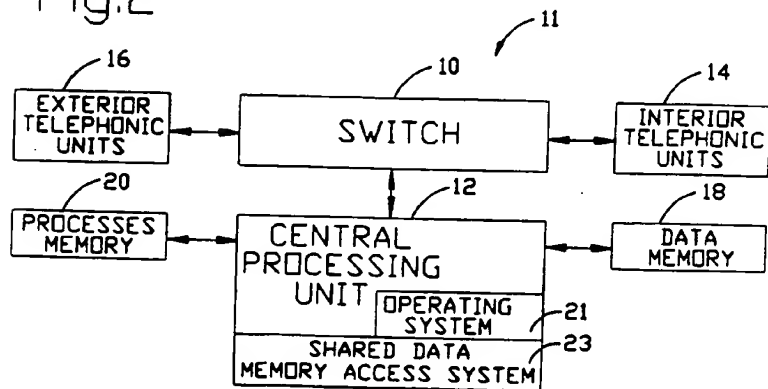 Fig.2
11
16
10
14
EXTERIOR
TELEPHONIC
UNITS
SWITCH
INTERIOR
TELEPHONIC
UNITS
20
12
18
PROCESSES
MEMORY
CENTRAL
PROCESSING
UNIT
DATA
MEMORY
OPERATING
SYSTEM
21
SHARED DATA
MEMORY ACCESS SYSTEM
23